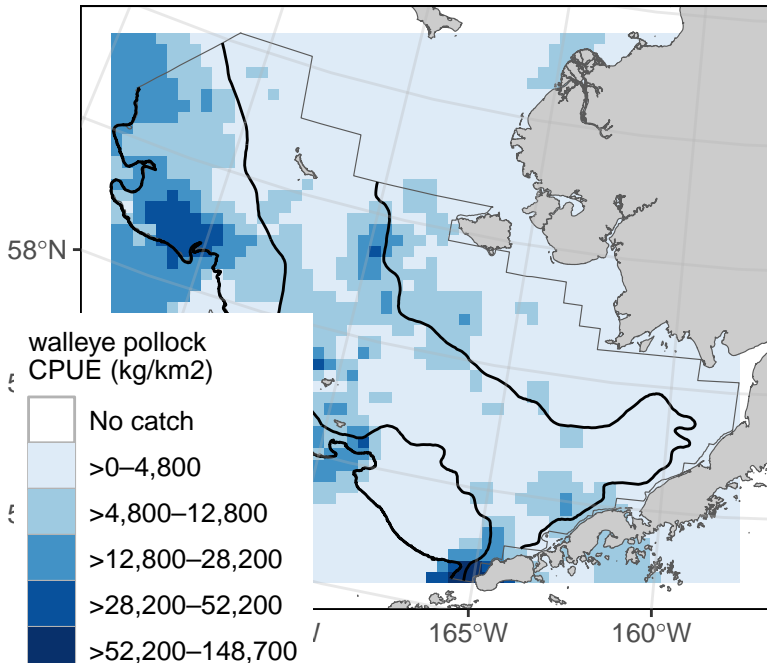 58°N
walleye pollock
CPUE (kg/km2)
No catch
>0–4,800
>4,800–12,800
>12,800–28,200
>28,200–52,200
>52,200–148,700
165°W
160°W